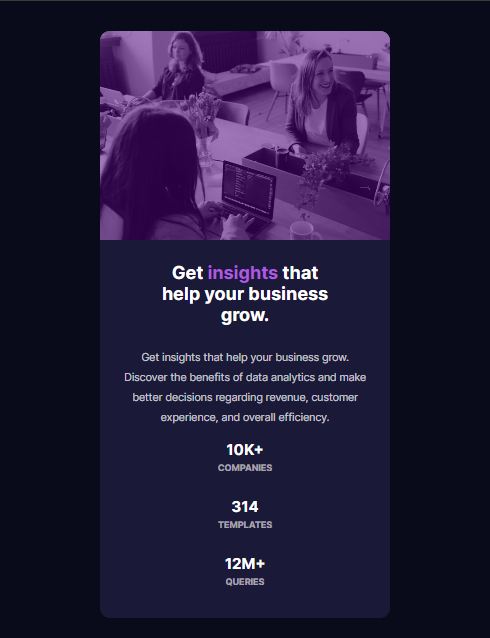 Get insights that
help your business
grow.
Get insights that help your business grow.
Discover the benefits of data analytics and make
better decisions regarding revenue, customer
experience, and overall efficiency.
10K+
COMPANIES
314
TEMPLATES
12M+
QUERIES